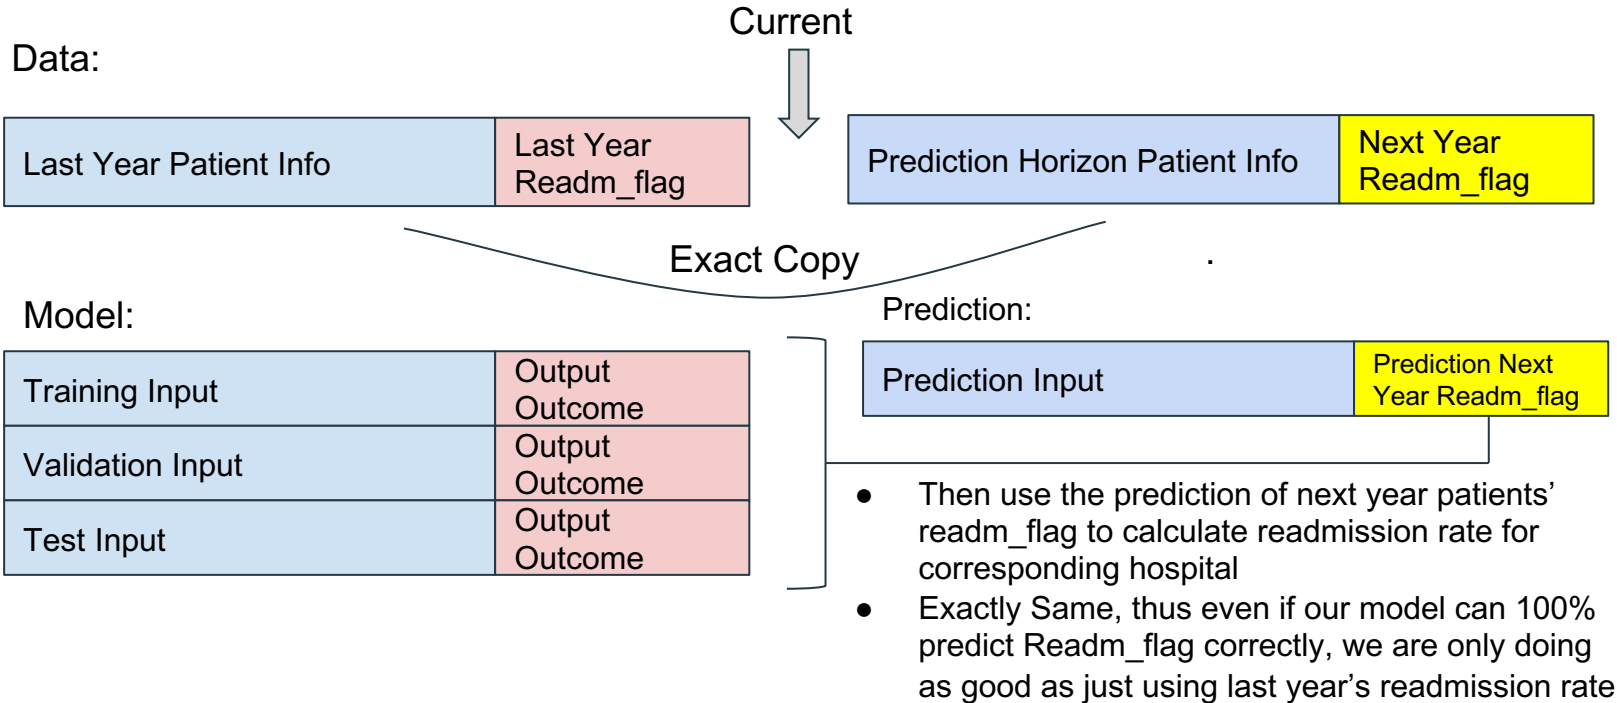 Current
Data:
Last Year Patient Info
Last Year
Readm_flag
Prediction Horizon Patient Info
Next Year
Readm_flag
Exact Copy
.
Model:
Training Input
Output
Outcome
Validation Input
Output
Outcome
Test Input
Output
Outcome
Prediction:
Prediction Input
Prediction Next
Year Readm_flag
● Then use the prediction of next year patients’
readm_flag to calculate readmission rate for
corresponding hospital
● Exactly Same, thus even if our model can 100%
predict Readm_flag correctly, we are only doing
as good as just using last year’s readmission rate